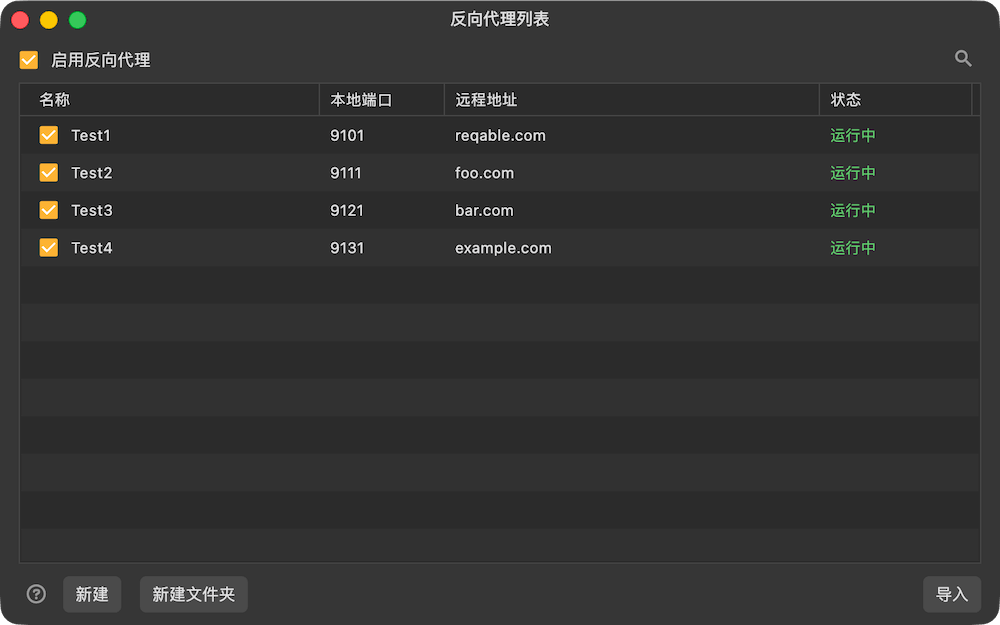 反向代理列表
启用反向代理
名称 本地端口 远程地址 状态
Test1 9101 reqable.com 运行中
Test2 9111 foo.com 运行中
Test3 9121 bar.com 运行中
Test4 9131 example.com 运行中
? 新建 新建文件夹 导入